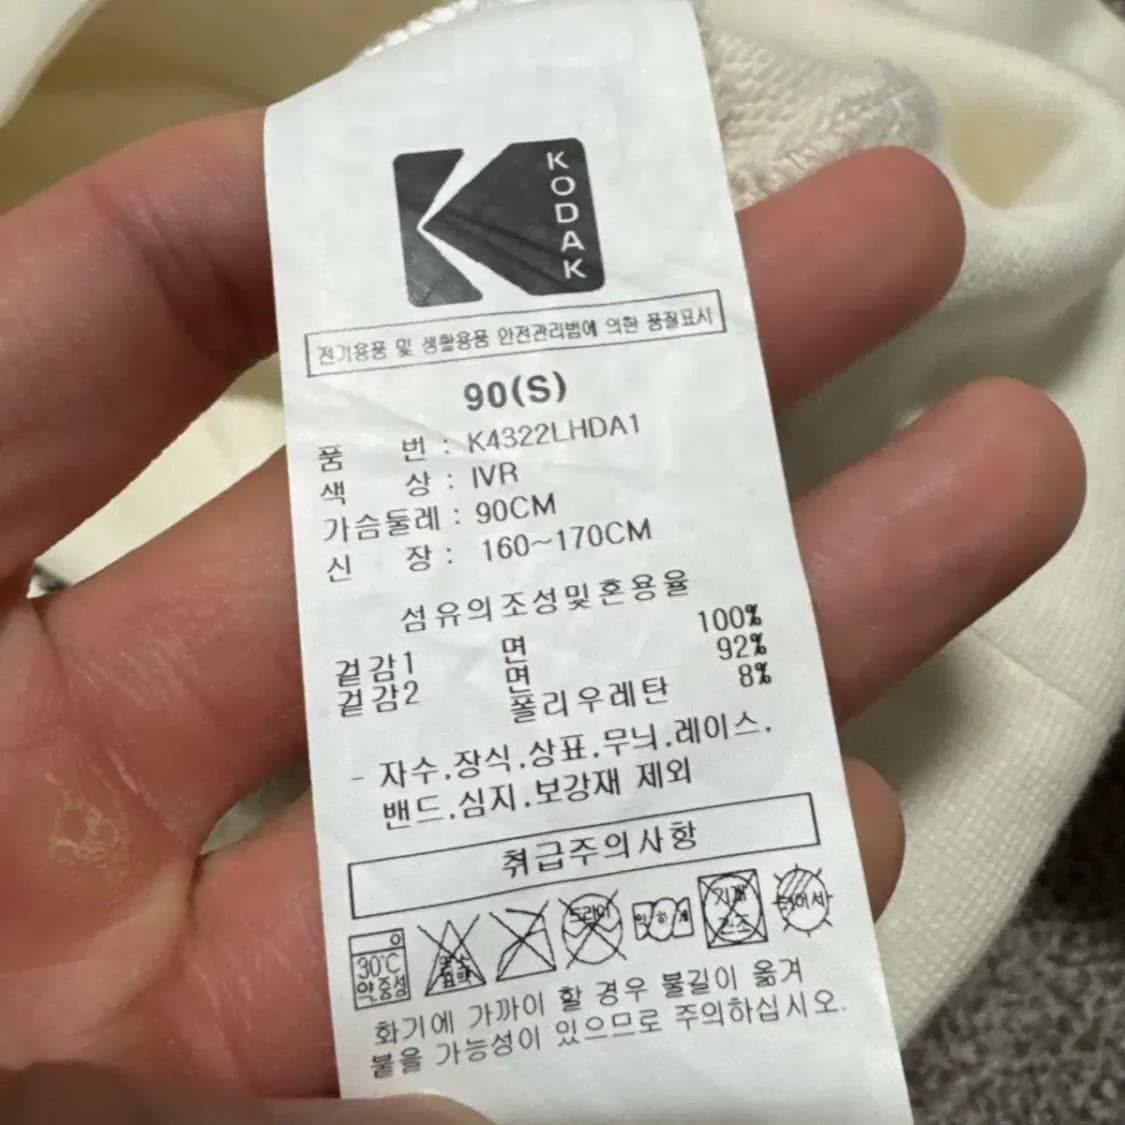 KODAK
전기용품 및 생활용품 안전관리법에 의한 품질표시
90(S)
품 번 : K4322LHDA1
색 상 : IVR
가슴둘레 : 90CM
신 장 : 160~170CM
섬유의조성및혼용율
겉감1 면 100%
겉감2 면 92%
폴리우레탄 8%
- 자수.장식.상표.무늬.레이스.
밴드.심지.보강재 제외
취급주의사항
30℃ 약중성
드라이
기계 건조
화기에 가까이 할 경우 불길이 옮겨
붙을 가능성이 있으므로 주의하십시오.